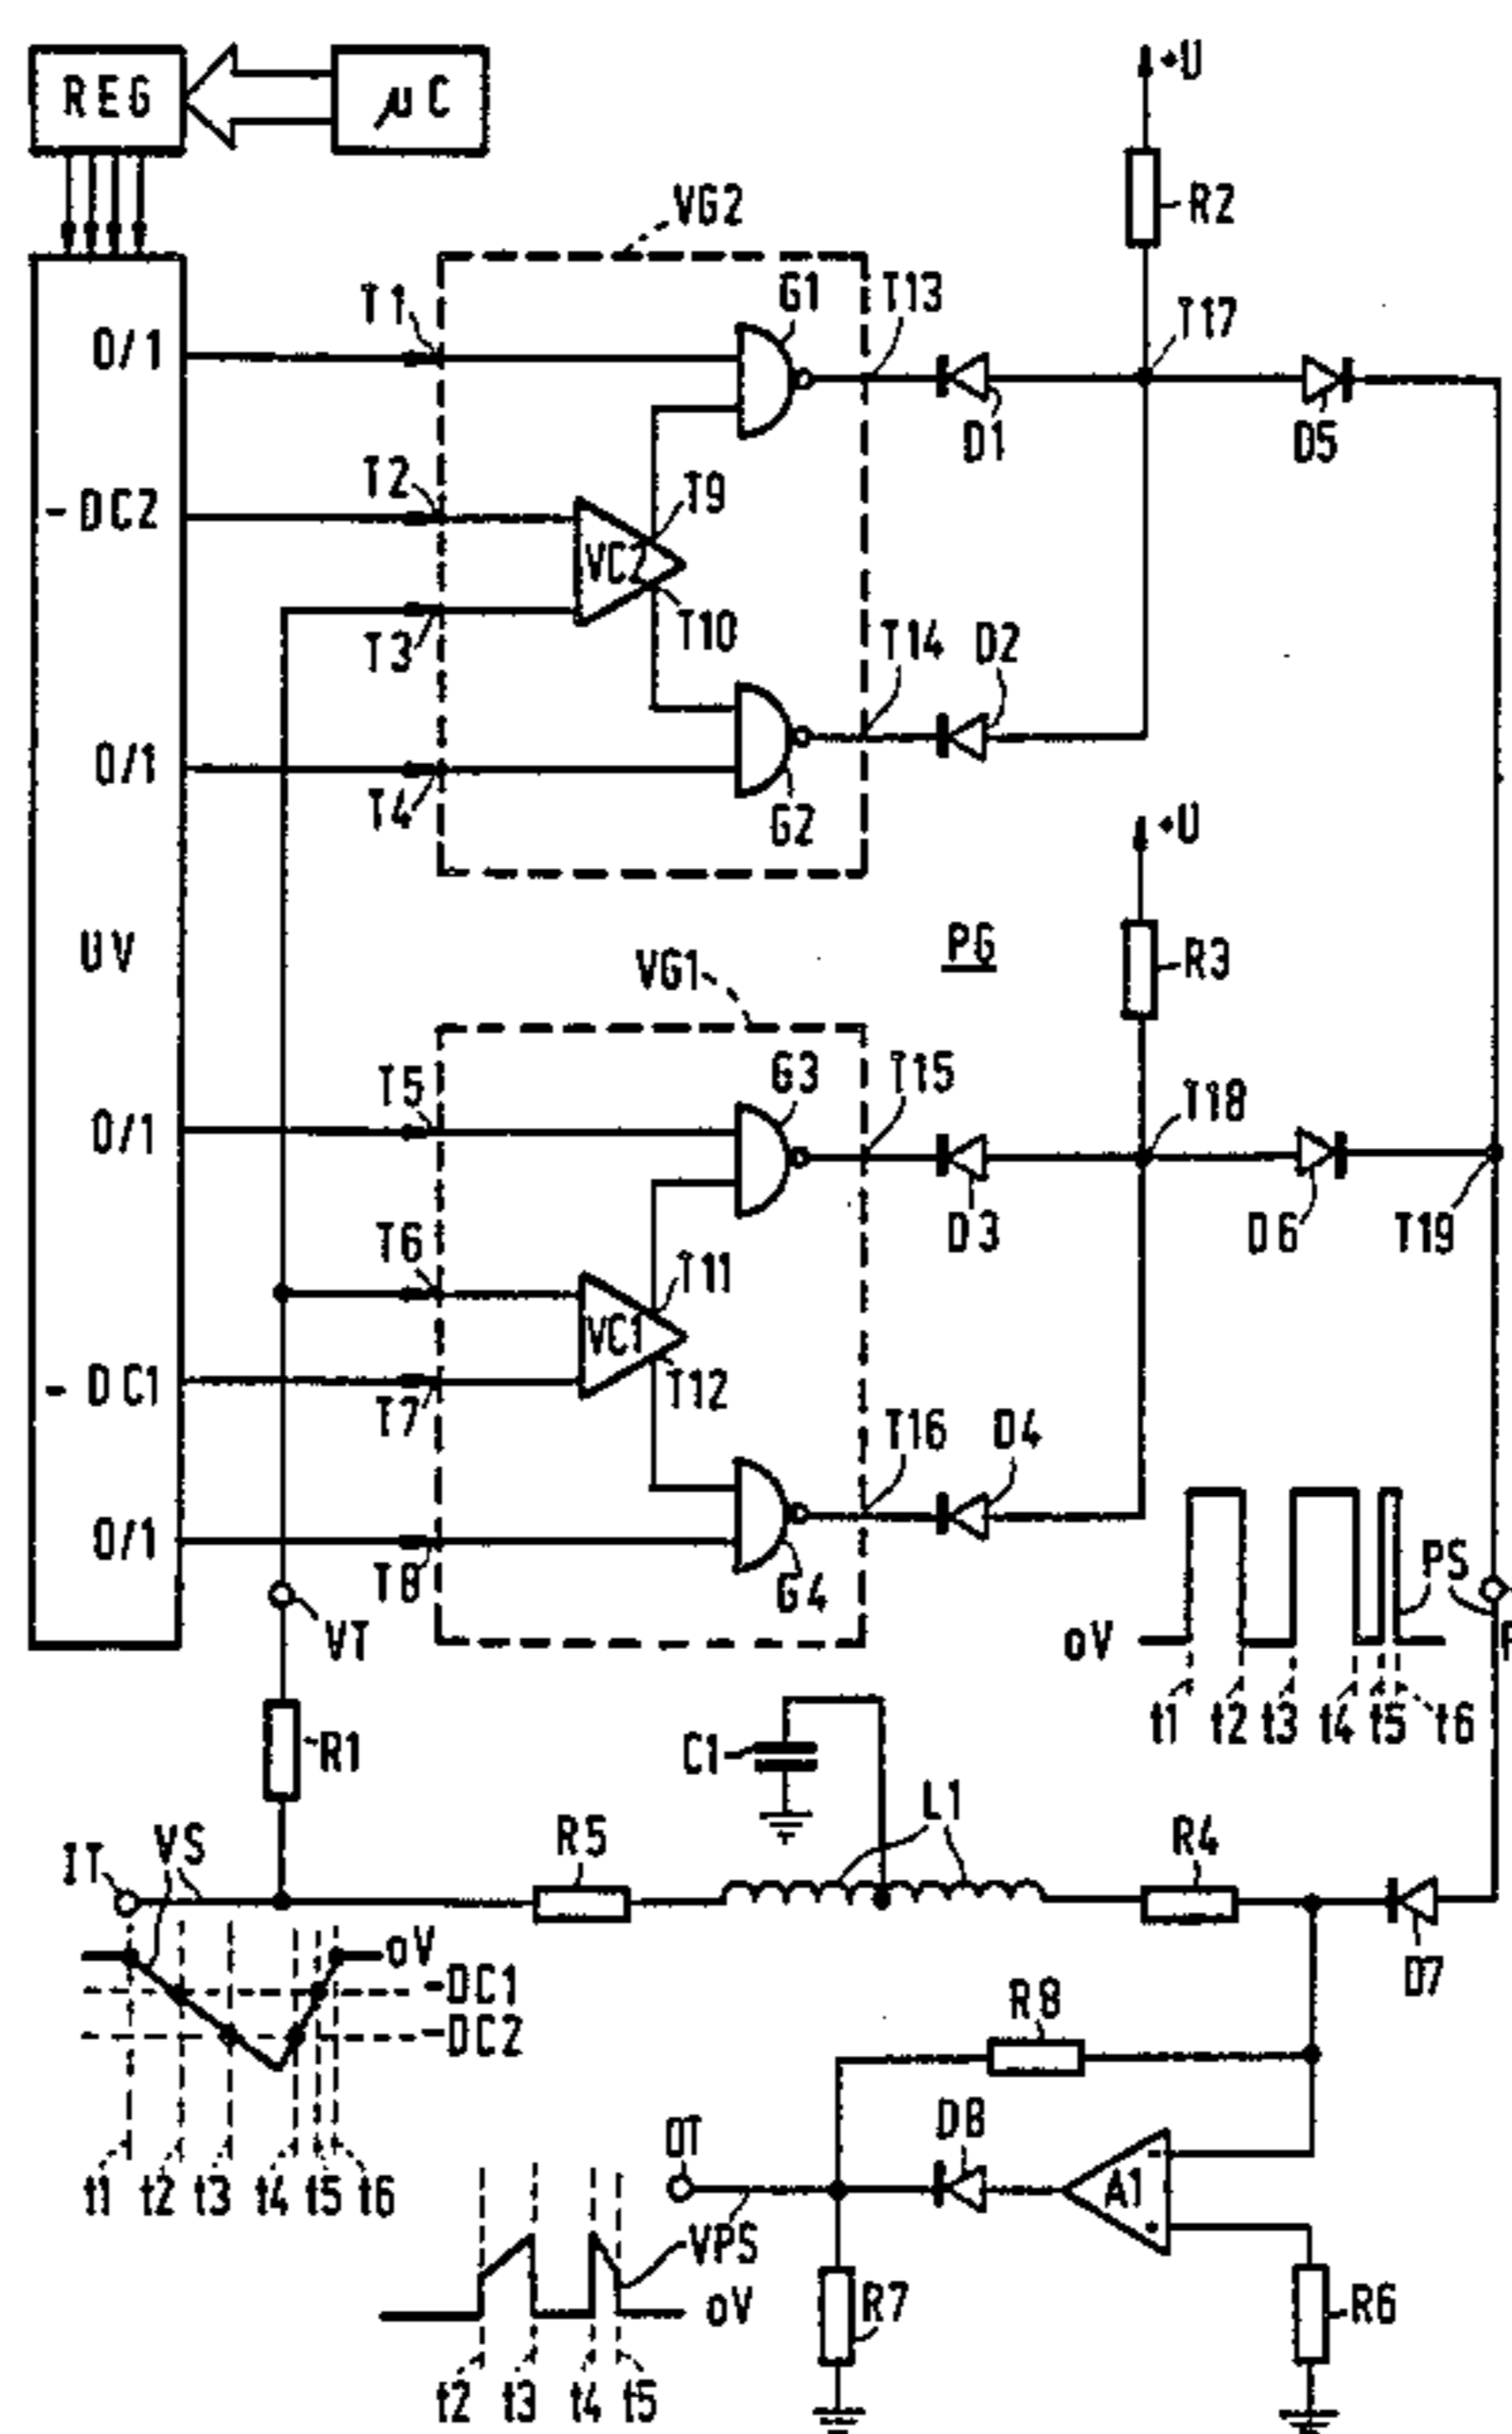 REG
μC
+U
R2
VG2
T1
G1
T13
T17
0/1
D1
D5
T2
-DC2
T9
VC2
T10
T3
T14
D2
0/1
T4
G2
+U
UV
PG
R3
VG1
T5
G3
T15
T18
0/1
D3
D6
T19
T6
T11
VC1
T12
-DC1
T7
T16
D4
0/1
T8
G4
PS
VT
0V
t1 t2 t3 t4 t5 t6
R1
C1
L1
IT
VS
R5
R4
0V
-DC1
-DC2
D7
R8
t1 t2 t3 t4 t5 t6
OT
D8
-
A1
+
VPS
0V
R7
R6
t2 t3 t4 t5